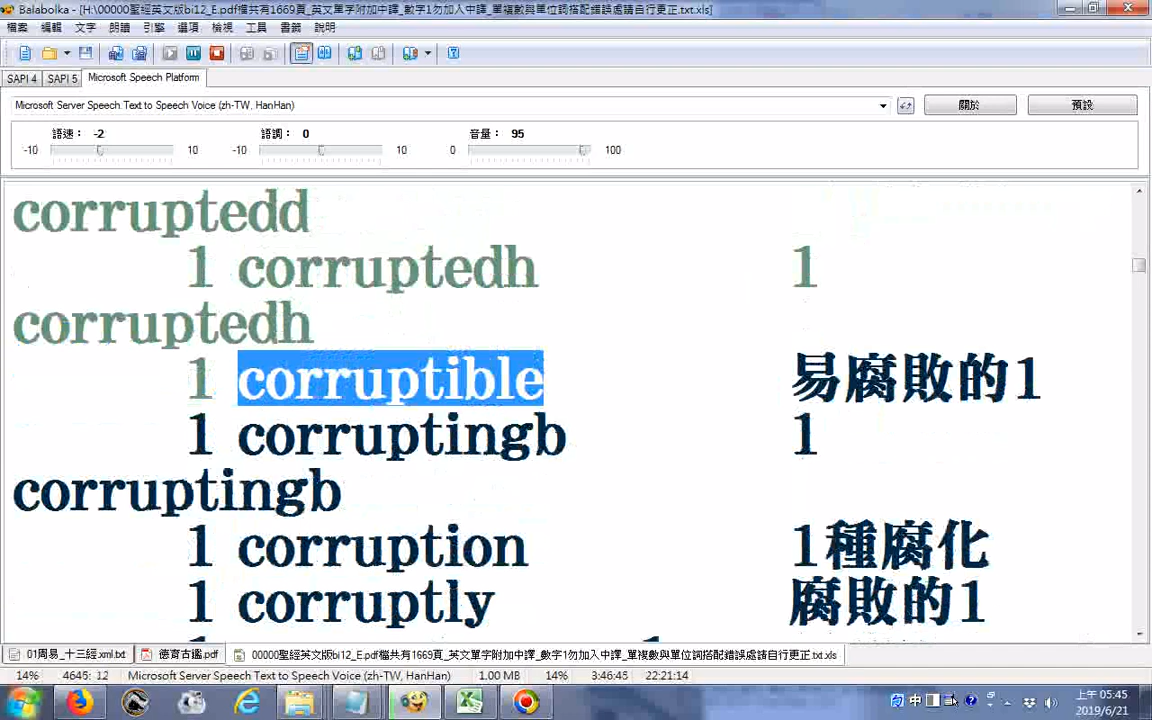 Balabolka - [H:\00000聖經英文版bi12_E.pdf檔共有1669頁_英文單字附加中譯_數字1勿加入中譯_單複數與單位詞搭配錯誤處請自行更正.txt.xls]
檔案 編輯 文字 朗讀 引擎 選項 檢視 工具 書籤 說明
SAPI 4 SAPI 5 Microsoft Speech Platform
Microsoft Server Speech Text to Speech Voice (zh-TW, HanHan) 關於 預設
語速： -2 語調： 0 音量： 95
-10 10 -10 10 0 100
corruptedd
1 corruptedh 1
corruptedh
1 corruptible 易腐敗的1
1 corruptingb 1
corruptingb
1 corruption 1種腐化
1 corruptly 腐敗的1
01周易_十三經.xml.txt 德育古鑑.pdf 00000聖經英文版bi12_E.pdf檔共有1669頁_英文單字附加中譯_數字1勿加入中譯_單複數與單位詞搭配錯誤處請自行更正.txt.xls
14% 4645: 12 Microsoft Server Speech Text to Speech Voice (zh-TW, HanHan) 1.00 MB 14% 3:46:45 22:21:14
中 上午 05:45
2019/6/21